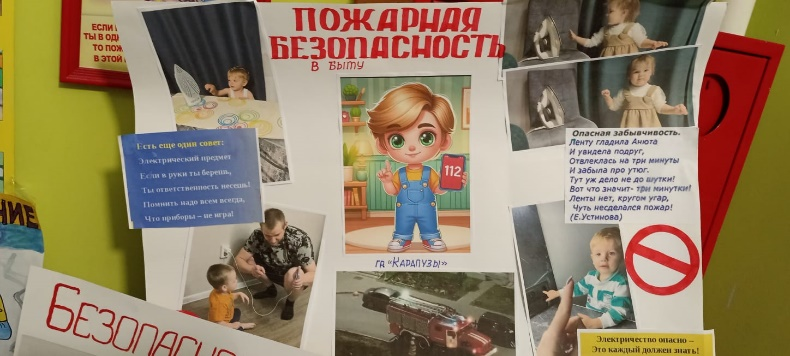 ЕСЛИ
ТЫ В ОДН
ТО ПОЖ
В ЭТОЙ
ПОЖАРНАЯ
БЕЗОПАСНОСТЬ
В БЫТУ
112
Есть еще один совет:
Электрический предмет
Если в руки ты берешь,
Ты ответственность несешь!
Помнить надо всем всегда,
Что приборы – не игра!
Опасная забывчивость.
Ленту гладила Анюта
И увидела подруг,
Отвлеклась на три минуты
И забыла про утюг.
Тут уж дело не до шутки!
Вот что значит- три минутки!
Ленты нет, кругом угар,
Чуть несделался пожар!
(Е.Устинова)
гр «КАРАПУЗЫ»
НИЕ
БЕЗОПАСНО
Электричество опасно –
Это каждый должен знать!